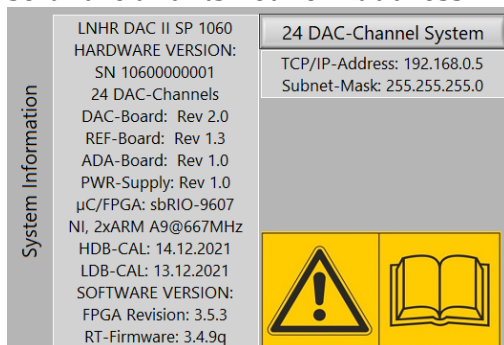 LNHR DAC II SP 1060
HARDWARE VERSION:
SN 10600000001
24 DAC-Channels
DAC-Board: Rev 2.0
REF-Board: Rev 1.3
ADA-Board: Rev 1.0
PWR-Supply: Rev 1.0
µC/FPGA: sbRIO-9607
NI, 2xARM A9@667MHz
HDB-CAL: 14.12.2021
LDB-CAL: 13.12.2021
SOFTWARE VERSION:
FPGA Revision: 3.5.3
RT-Firmware: 3.4.9q
System Information
24 DAC-Channel System
TCP/IP-Address: 192.168.0.5
Subnet-Mask: 255.255.255.0